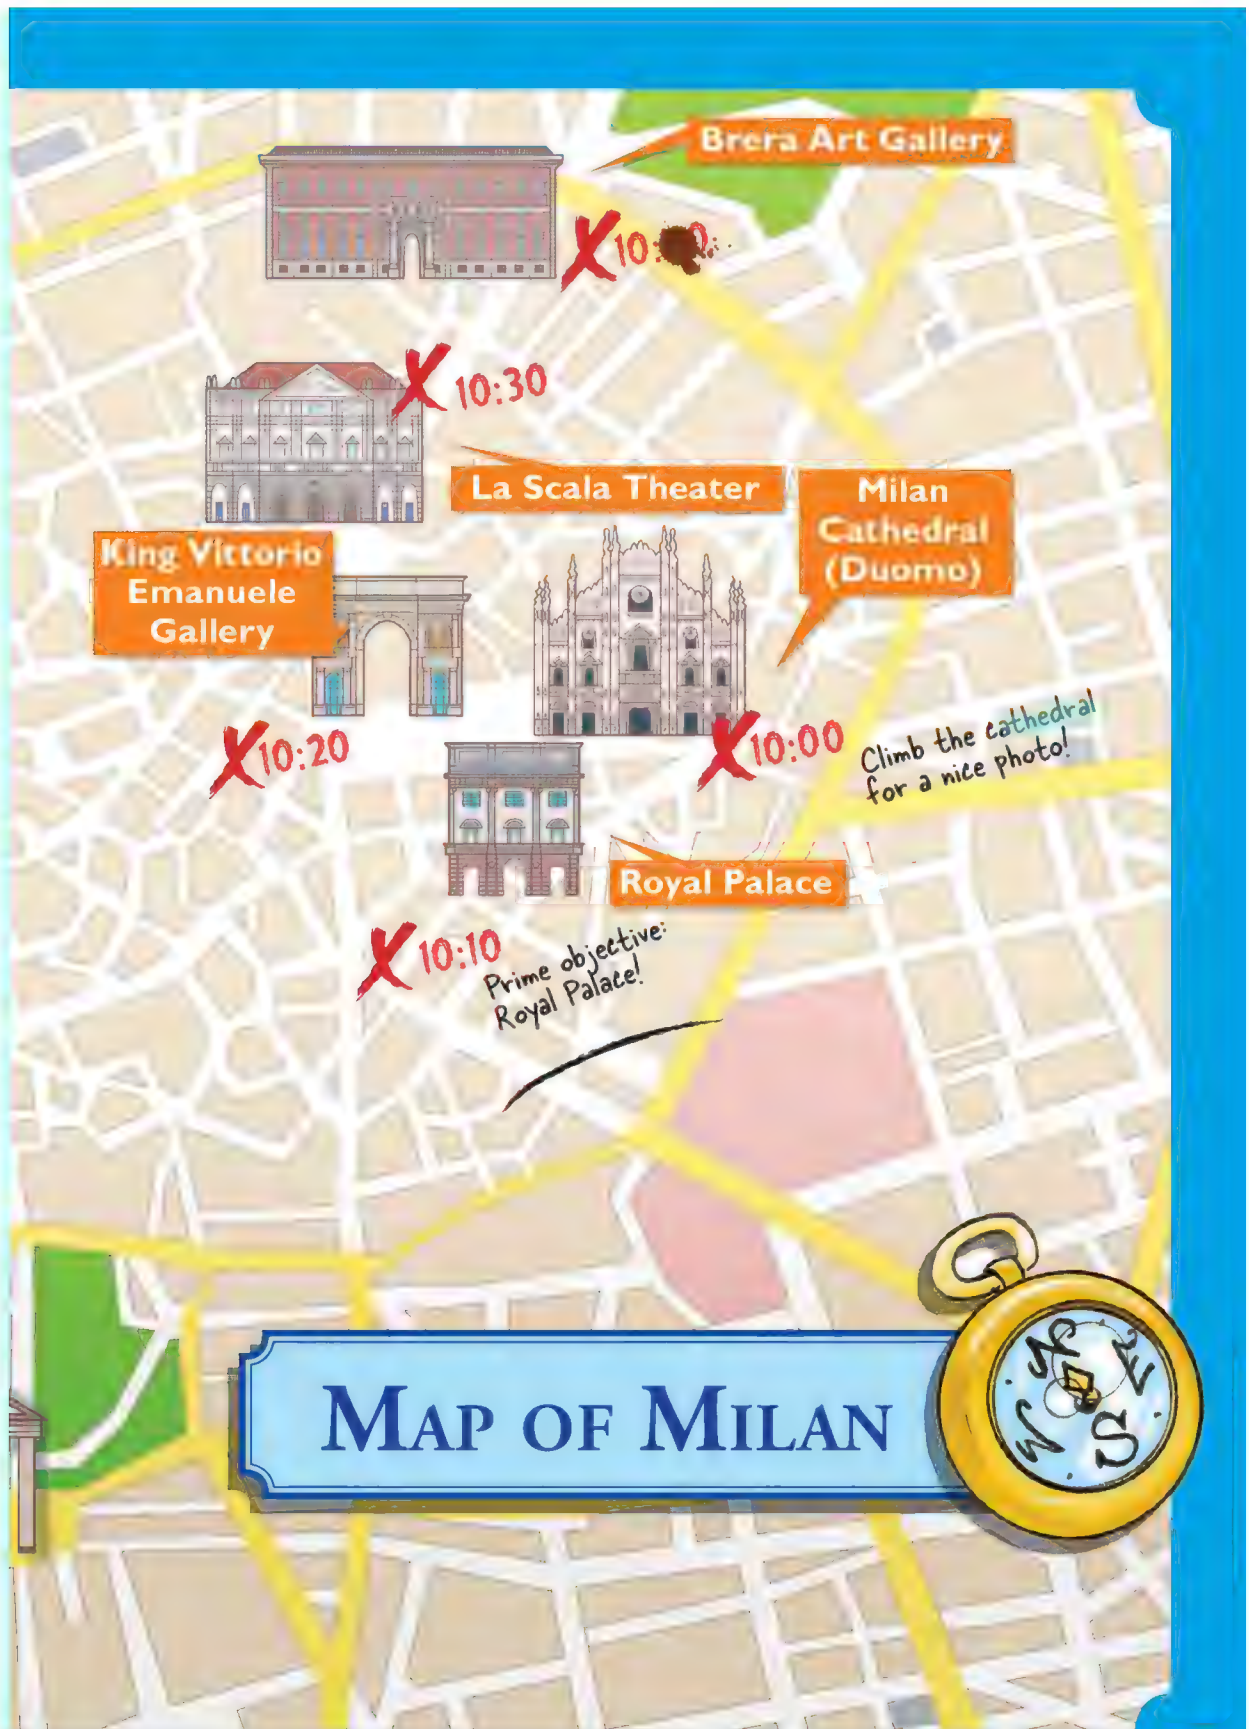 Brera Art Gallery
X 10:
X 10:30
La Scala Theater
Milan
Cathedral
(Duomo)
King Vittorio
Emanuele
Gallery
X 10:20
X 10:00
Climb the cathedral
for a nice photo!
Royal Palace
X 10:10
Prime objective:
Royal Palace!
MAP OF MILAN
N
E
W
S